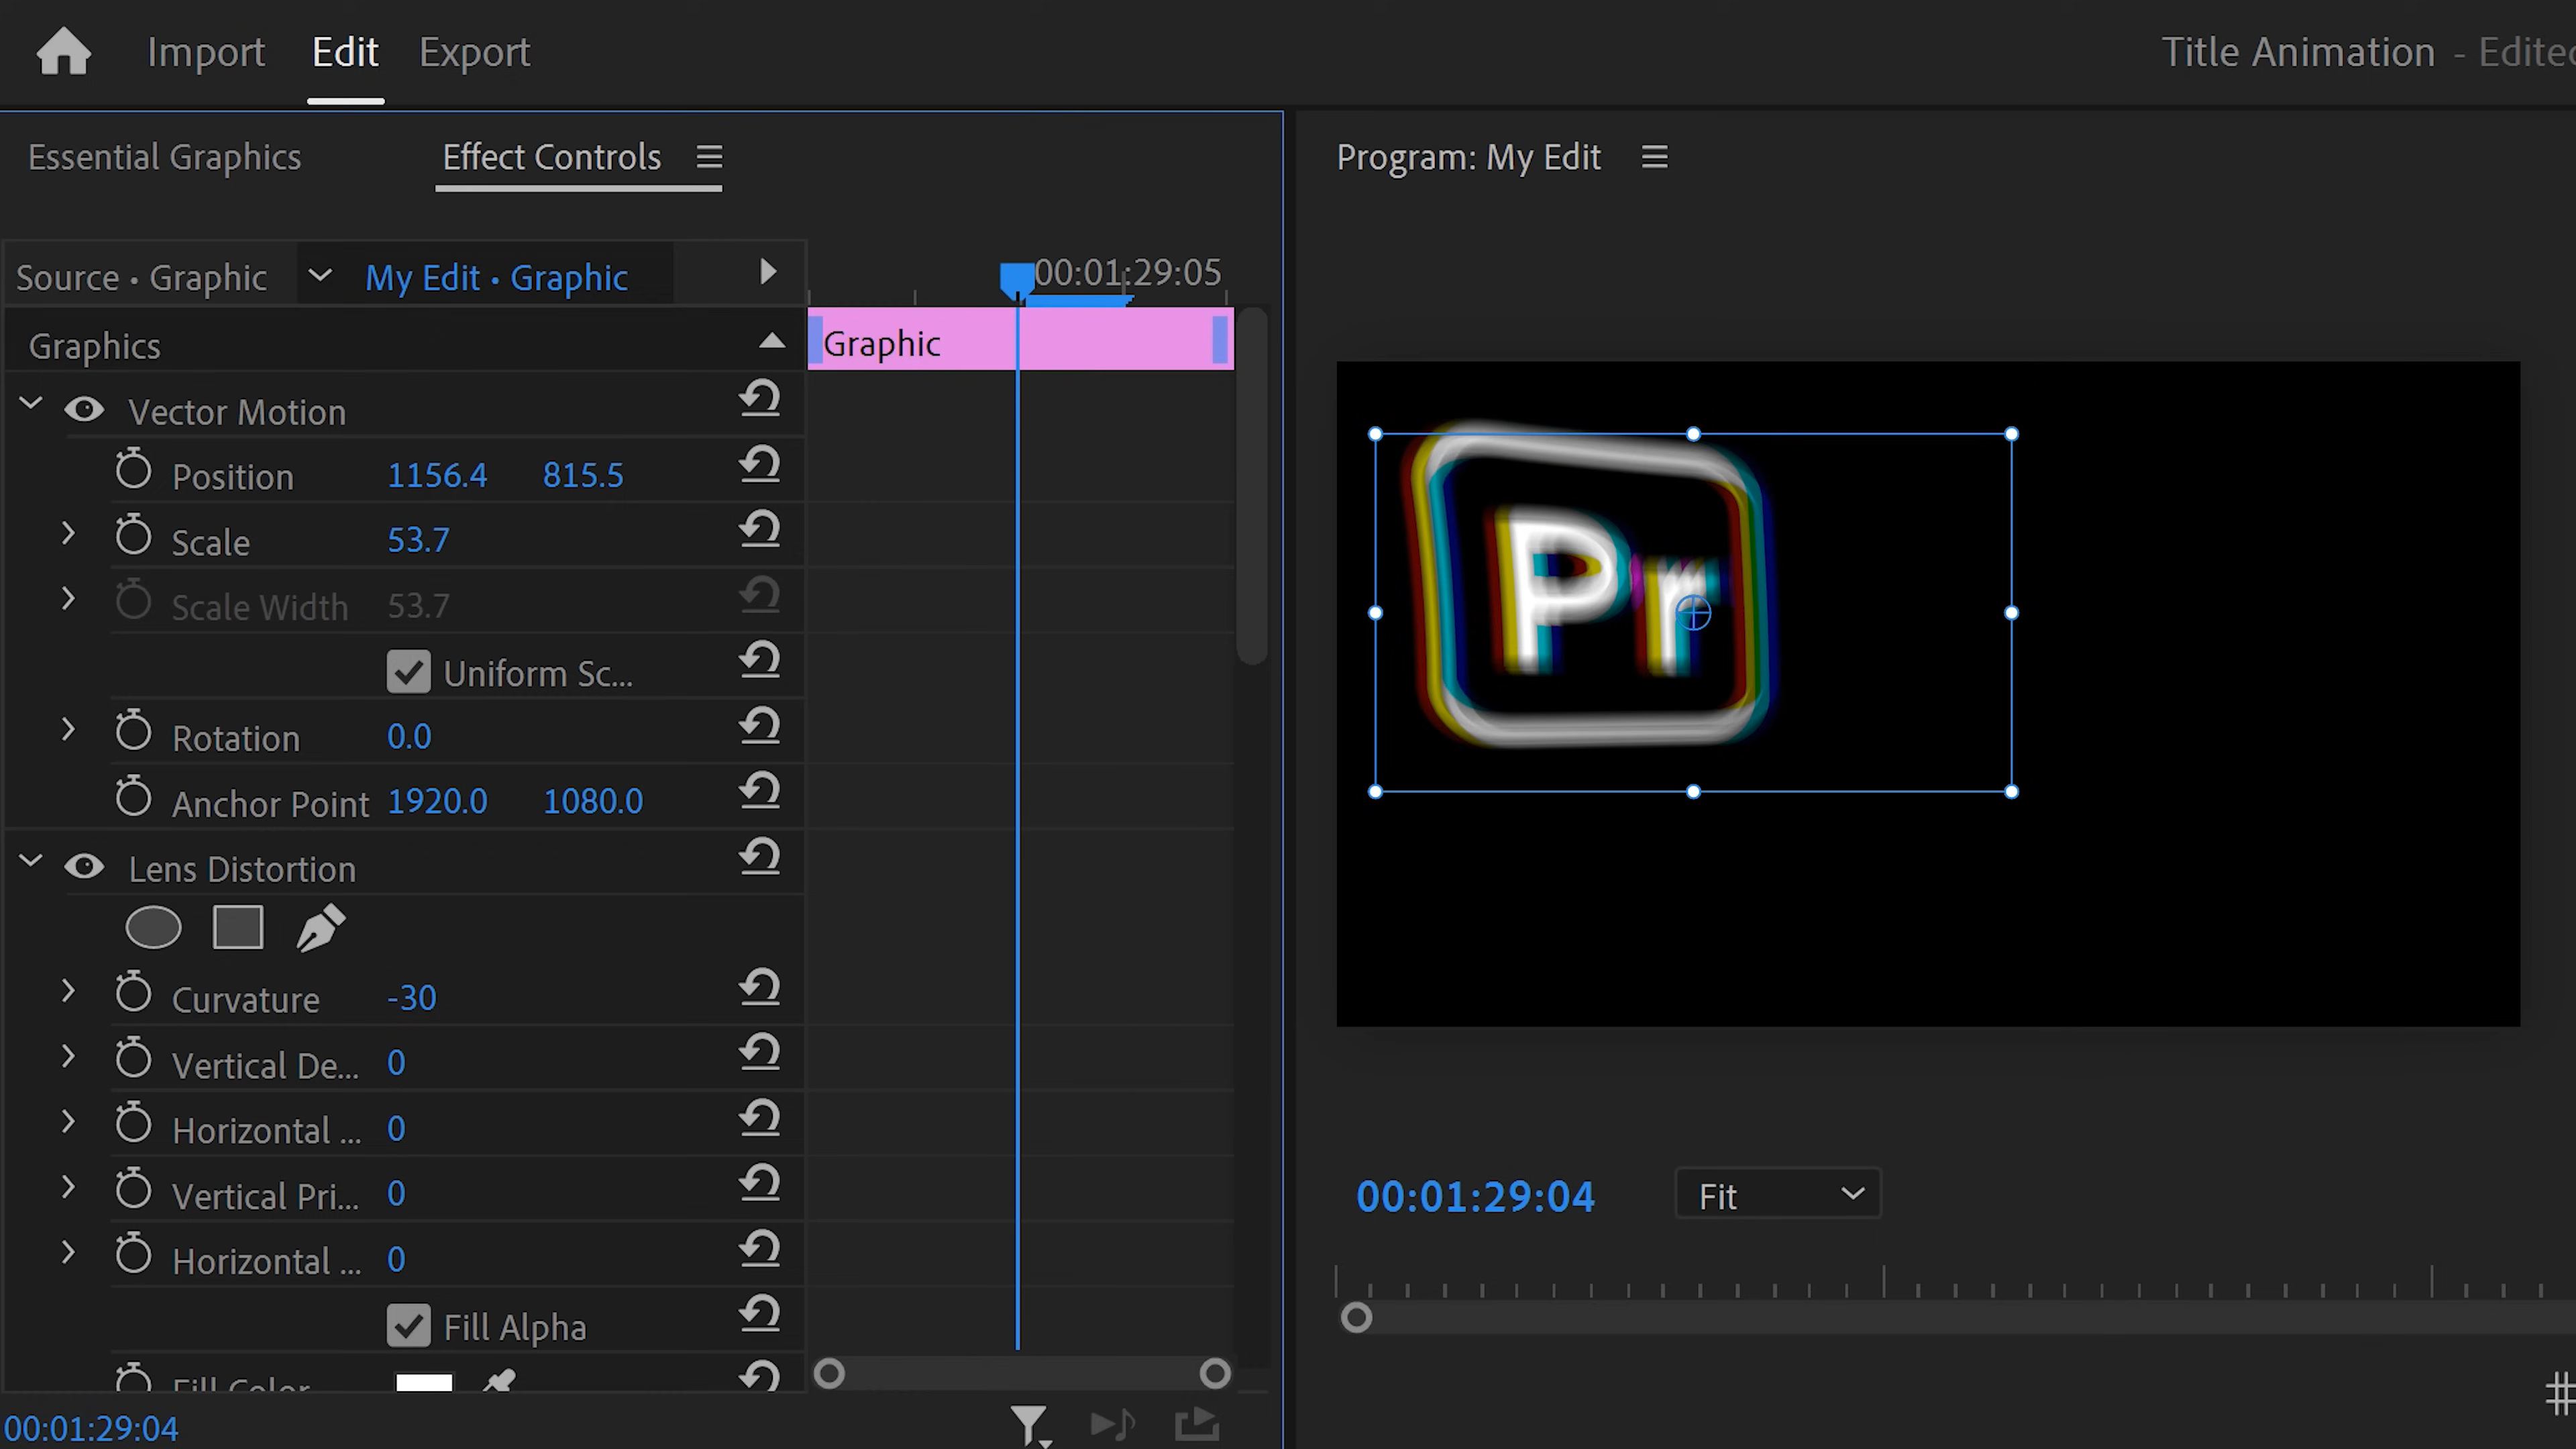 Import Edit Export
Title Animation - Edited
Essential Graphics Effect Controls
Program: My Edit
Source • Graphic My Edit • Graphic
00:01:29:05
Graphics
Graphic
Vector Motion
Position 1156.4 815.5
Scale 53.7
Scale Width 53.7
Uniform Sc...
Rotation 0.0
Anchor Point 1920.0 1080.0
Lens Distortion
Curvature -30
Vertical De... 0
Horizontal ... 0
Vertical Pri... 0
Horizontal ... 0
Fill Alpha
Fill Color
00:01:29:04
Pr
00:01:29:04 Fit